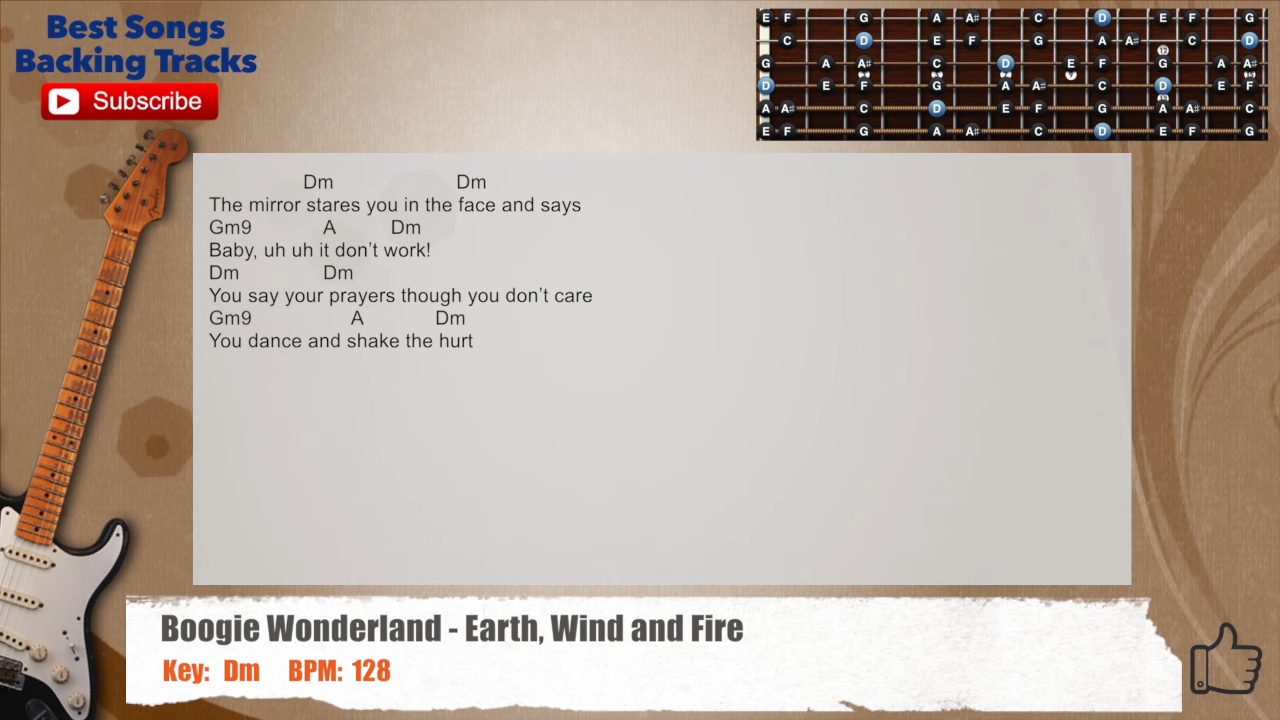 Best Songs
Backing Tracks
Subscribe
E F G A A# C D E F G
C D E F G A A# C D
G A A# C D E F G A A#
D E F G A A# C D E F
A A# C D E F G A A# C
E F G A A# C D E F G
Dm Dm
The mirror stares you in the face and says
Gm9 A Dm
Baby, uh uh it don't work!
Dm Dm
You say your prayers though you don't care
Gm9 A Dm
You dance and shake the hurt
Boogie Wonderland - Earth, Wind and Fire
Key: Dm BPM: 128